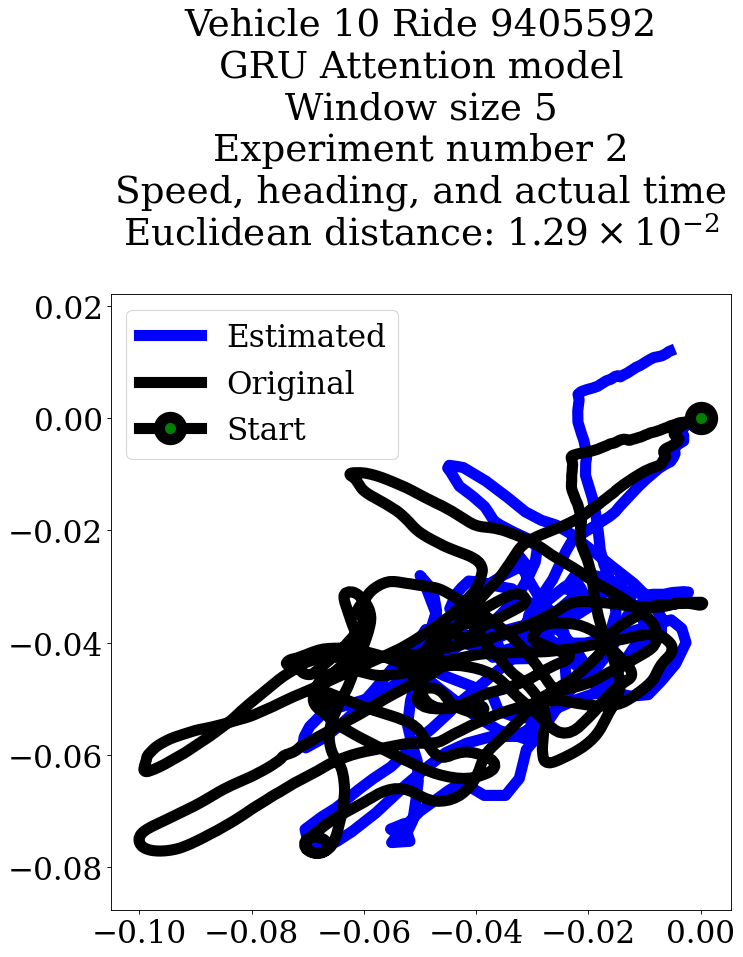 Vehicle 10 Ride 9405592
GRU Attention model
Window size 5
Experiment number 2
Speed, heading, and actual time
Euclidean distance: 1.29 × 10⁻²
0.02
0.00
−0.02
−0.04
−0.06
−0.08
Estimated
Original
Start
−0.10 −0.08 −0.06 −0.04 −0.02 0.00